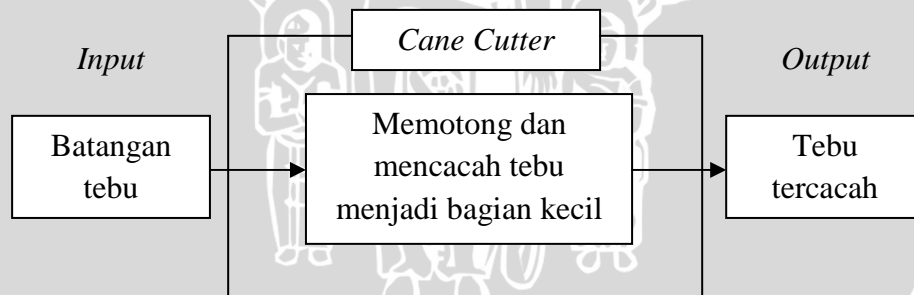 Cane Cutter
Input
Output
Batangan
tebu
Memotong dan
mencacah tebu
menjadi bagian kecil
Tebu
tercacah